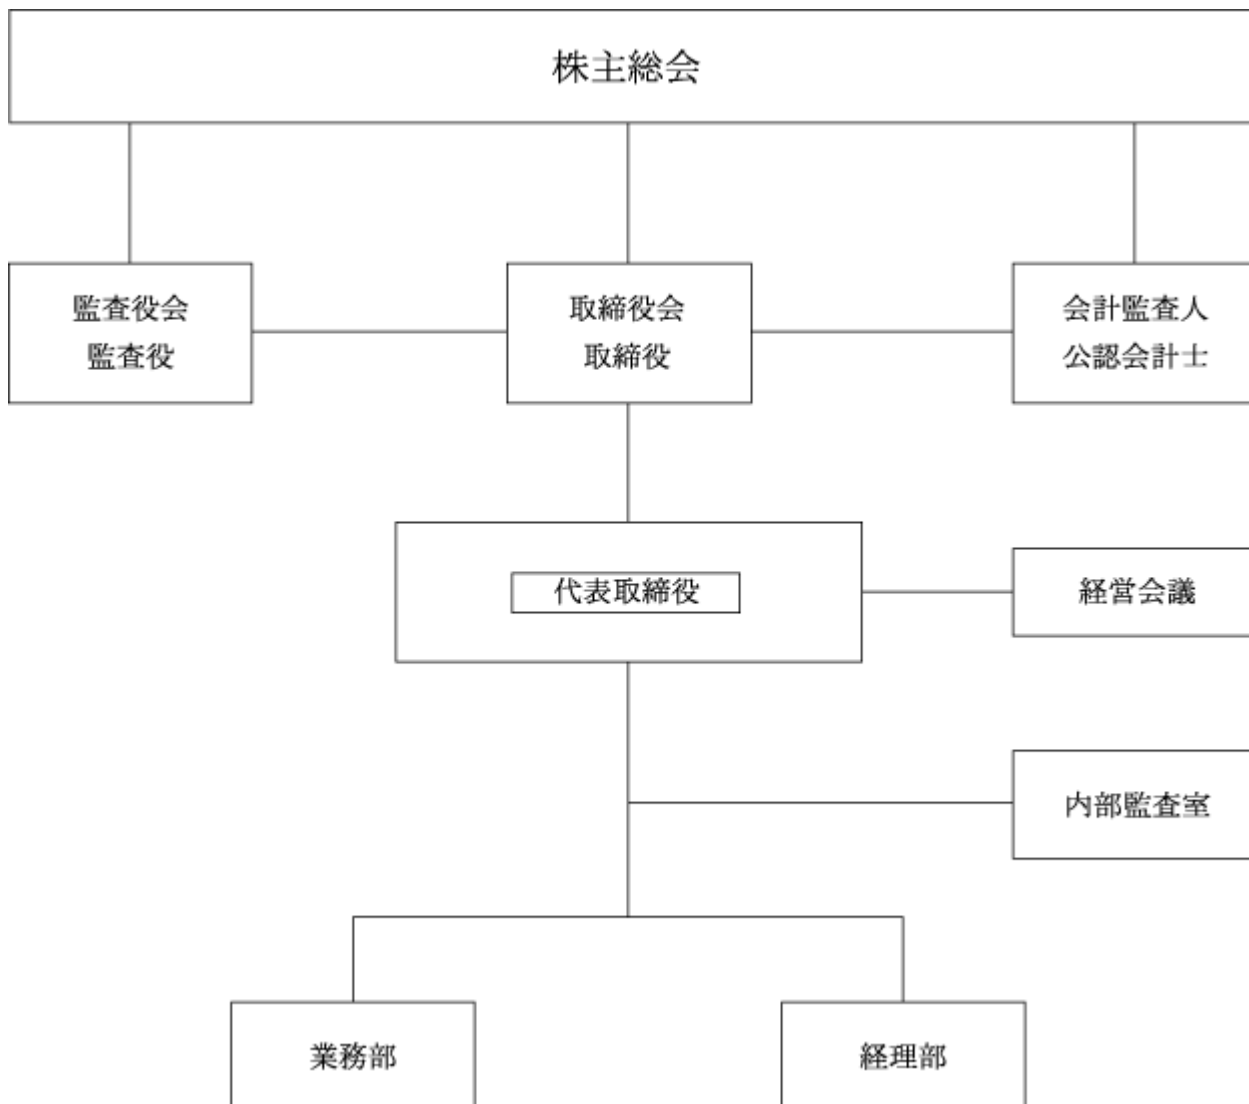 株主総会
監査役会
監査役
取締役会
取締役
会計監査人
公認会計士
代表取締役
経営会議
内部監査室
業務部
経理部